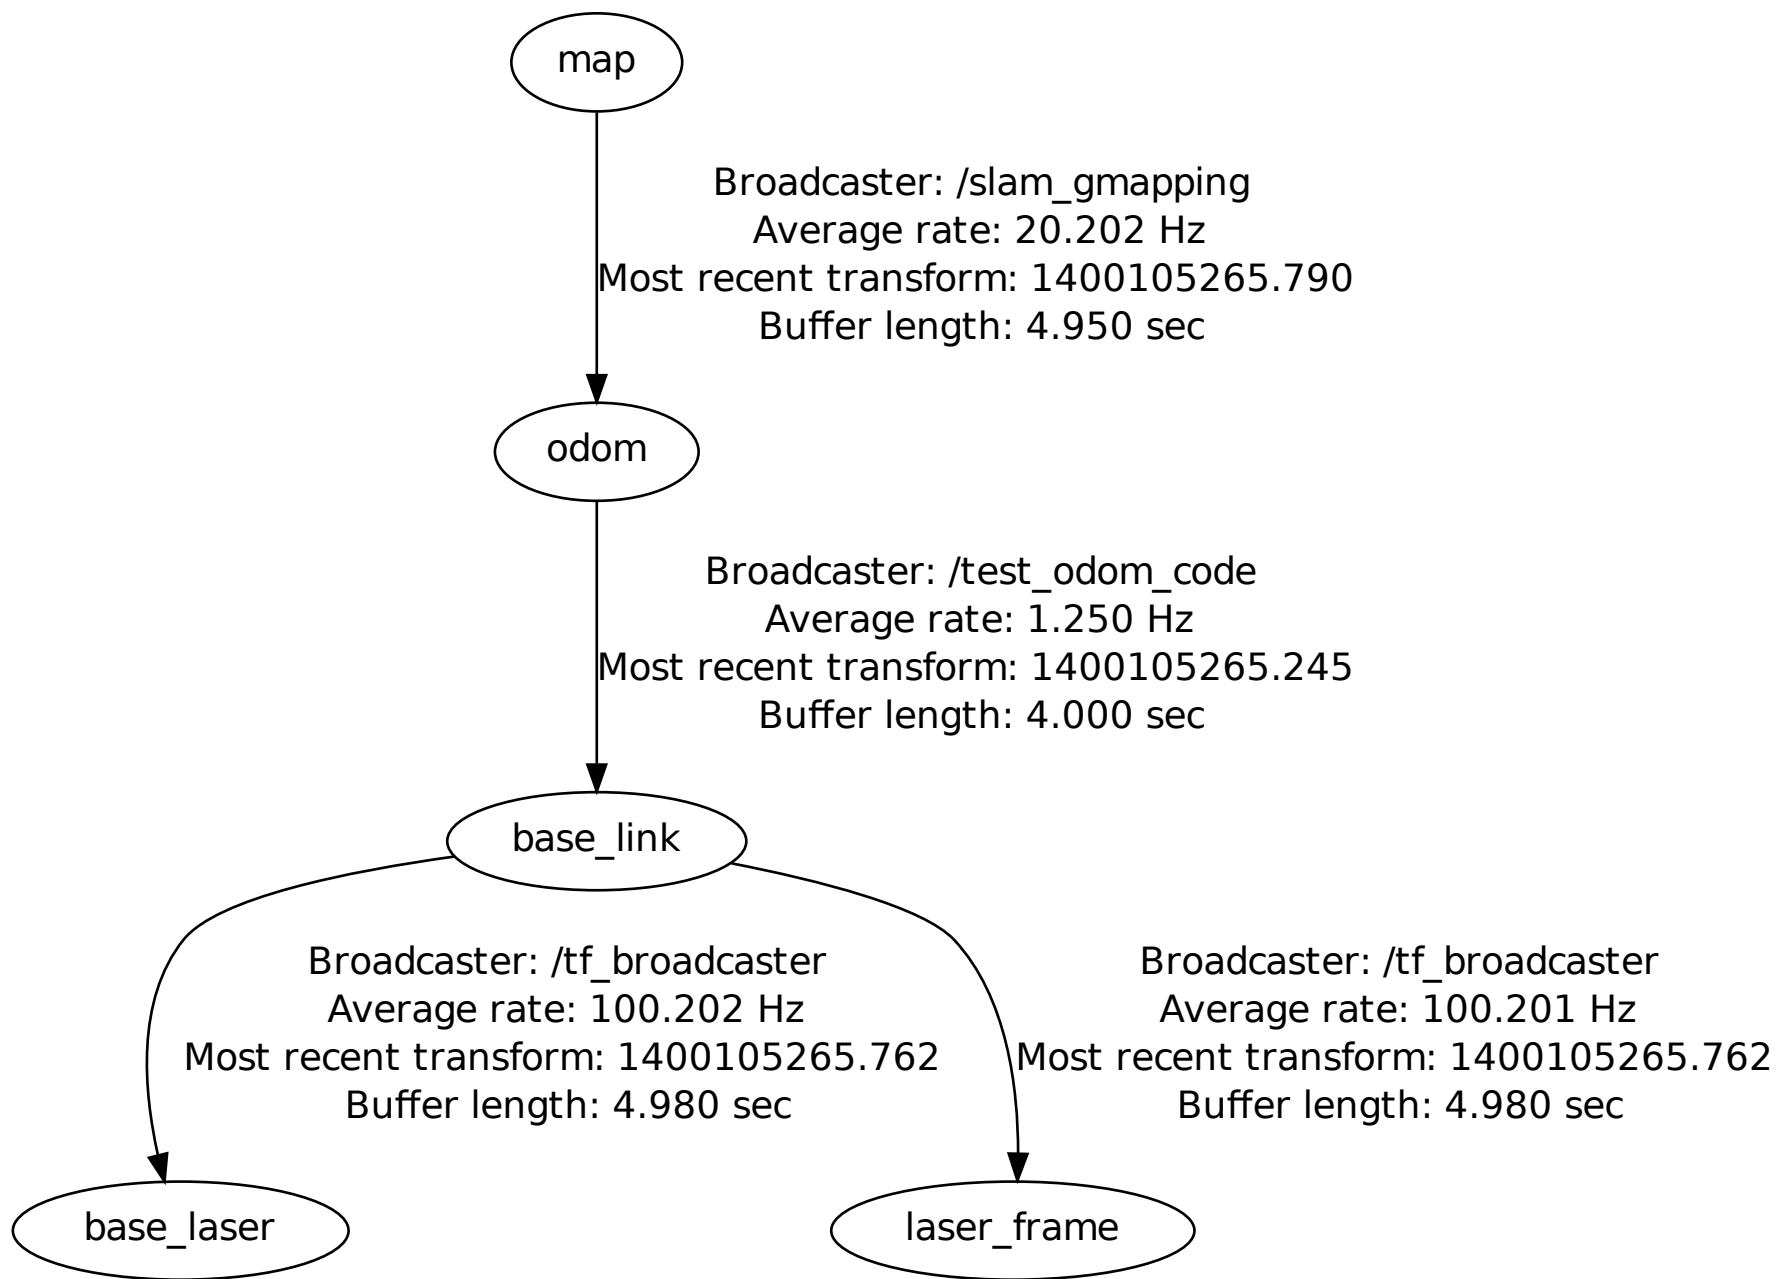 map
Broadcaster: /slam_gmapping
Average rate: 20.202 Hz
Most recent transform: 1400105265.790
Buffer length: 4.950 sec
odom
Broadcaster: /test_odom_code
Average rate: 1.250 Hz
Most recent transform: 1400105265.245
Buffer length: 4.000 sec
base_link
Broadcaster: /tf_broadcaster
Average rate: 100.202 Hz
Most recent transform: 1400105265.762
Buffer length: 4.980 sec
Broadcaster: /tf_broadcaster
Average rate: 100.201 Hz
Most recent transform: 1400105265.762
Buffer length: 4.980 sec
base_laser
laser_frame